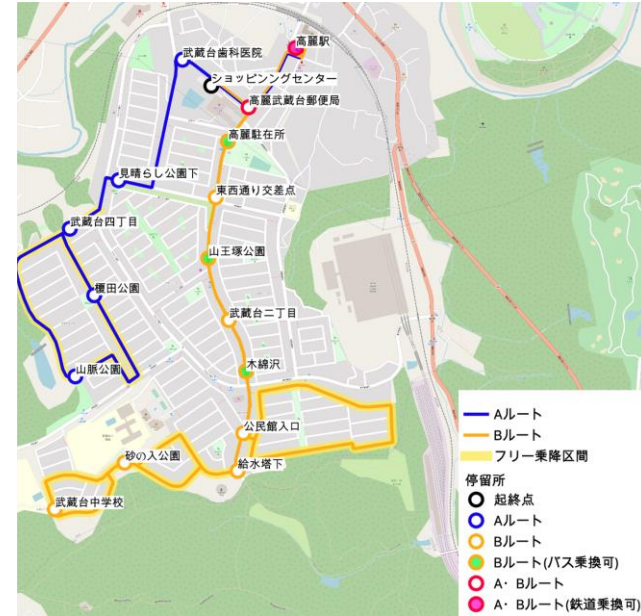 高麗駅
武蔵台歯科医院
ショッピンングセンター
高麗武蔵台郵便局
高麗駐在所
見晴らし公園下
東西通り交差点
武蔵台四丁目
山王塚公園
榎田公園
武蔵台二丁目
木綿沢
山脈公園
公民館入口
砂の入公園
給水塔下
武蔵台中学校
Aルート
Bルート
フリー乗降区間
停留所
起終点
Aルート
Bルート
Bルート(バス乗換可)
A・Bルート
A・Bルート(鉄道乗換可)